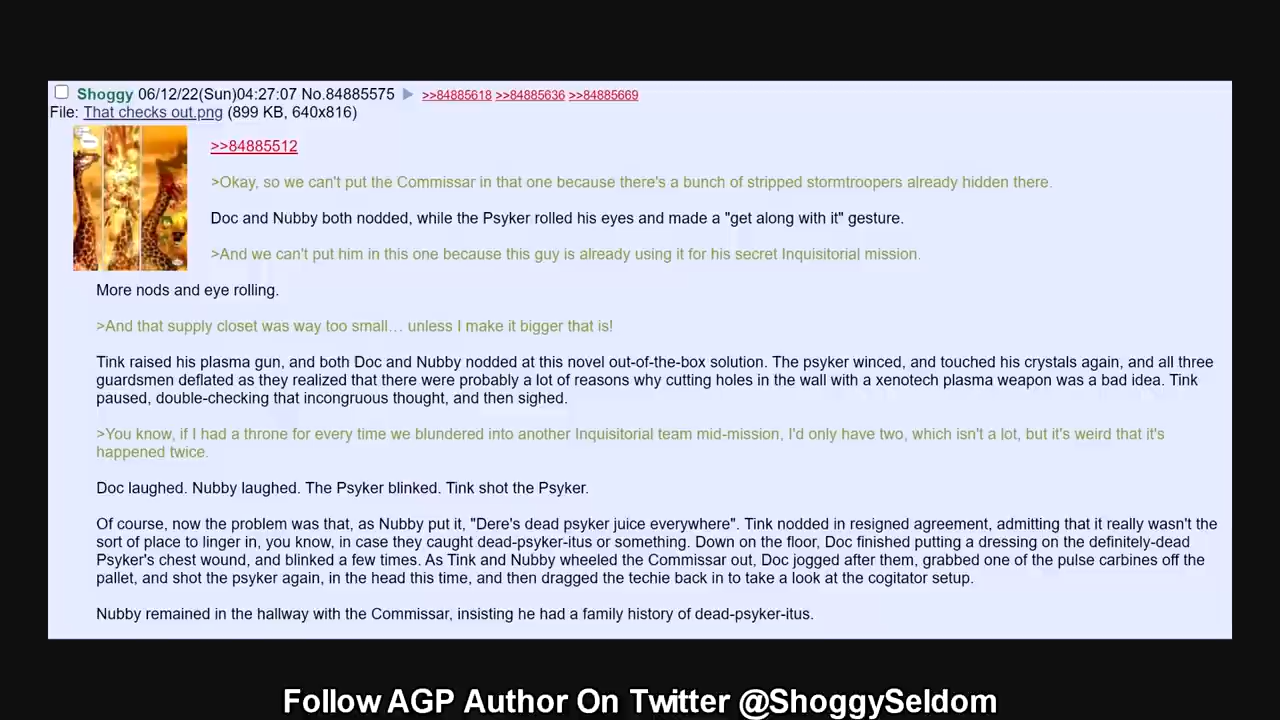 Shoggy 06/12/22(Sun)04:27:07 No.84885575 ▶ >>84885618 >>84885636 >>84885669
File: That checks out.png (899 KB, 640x816)
>>84885512
>Okay, so we can't put the Commissar in that one because there's a bunch of stripped stormtroopers already hidden there.
Doc and Nubby both nodded, while the Psyker rolled his eyes and made a "get along with it" gesture.
>And we can't put him in this one because this guy is already using it for his secret Inquisitorial mission.
More nods and eye rolling.
>And that supply closet was way too small… unless I make it bigger that is!
Tink raised his plasma gun, and both Doc and Nubby nodded at this novel out-of-the-box solution. The psyker winced, and touched his crystals again, and all three
guardsmen deflated as they realized that there were probably a lot of reasons why cutting holes in the wall with a xenotech plasma weapon was a bad idea. Tink
paused, double-checking that incongruous thought, and then sighed.
>You know, if I had a throne for every time we blundered into another Inquisitorial team mid-mission, I'd only have two, which isn't a lot, but it's weird that it's
happened twice.
Doc laughed. Nubby laughed. The Psyker blinked. Tink shot the Psyker.
Of course, now the problem was that, as Nubby put it, "Dere's dead psyker juice everywhere". Tink nodded in resigned agreement, admitting that it really wasn't the
sort of place to linger in, you know, in case they caught dead-psyker-itus or something. Down on the floor, Doc finished putting a dressing on the definitely-dead
Psyker's chest wound, and blinked a few times. As Tink and Nubby wheeled the Commissar out, Doc jogged after them, grabbed one of the pulse carbines off the
pallet, and shot the psyker again, in the head this time, and then dragged the techie back in to take a look at the cogitator setup.
Nubby remained in the hallway with the Commissar, insisting he had a family history of dead-psyker-itus.
Follow AGP Author On Twitter @ShoggySeldom